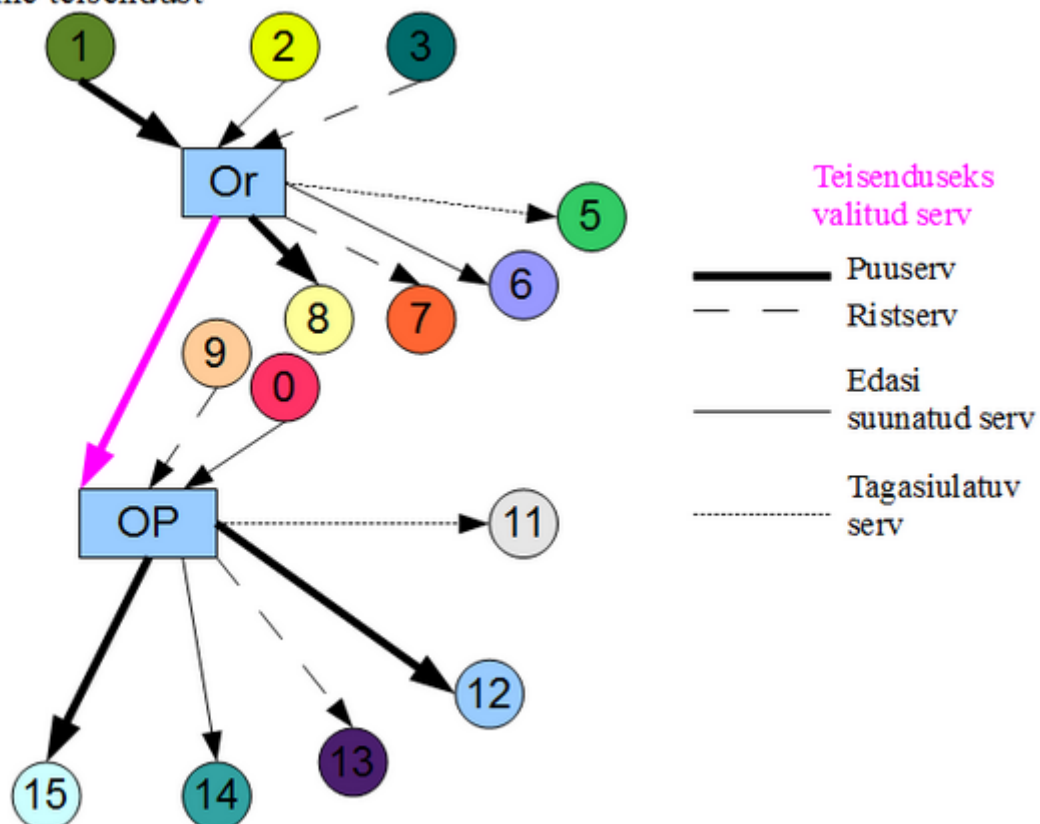 1
2
3
Or
5
6
7
8
9
0
OP
11
12
13
14
15
Teisenduseks
valitud serv
Puuserv
Ristserv
Edasi
suunatud serv
Tagasiulatuv
serv